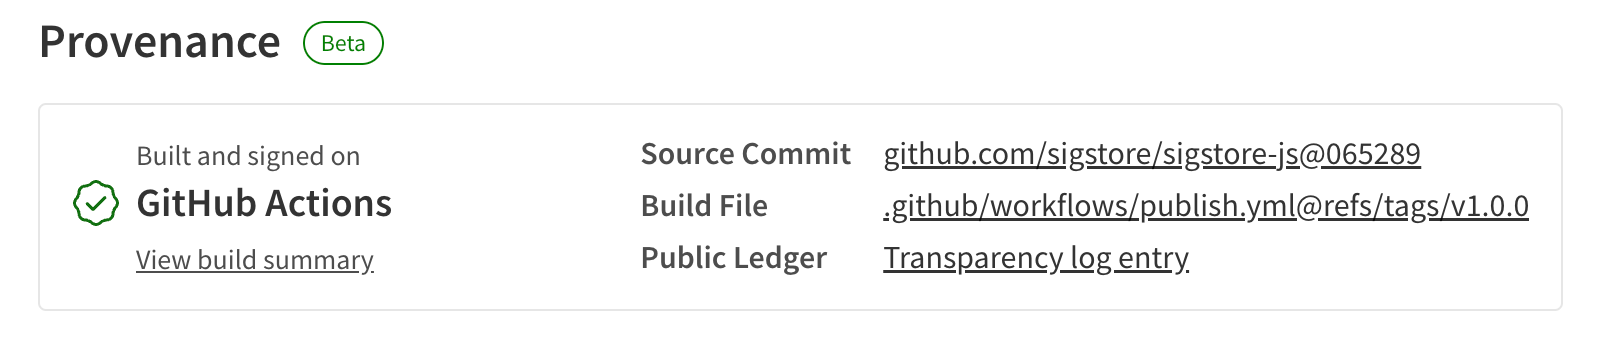 Provenance Beta
Built and signed on
GitHub Actions
View build summary
Source Commit github.com/sigstore/sigstore-js@065289
Build File .github/workflows/publish.yml@refs/tags/v1.0.0
Public Ledger Transparency log entry